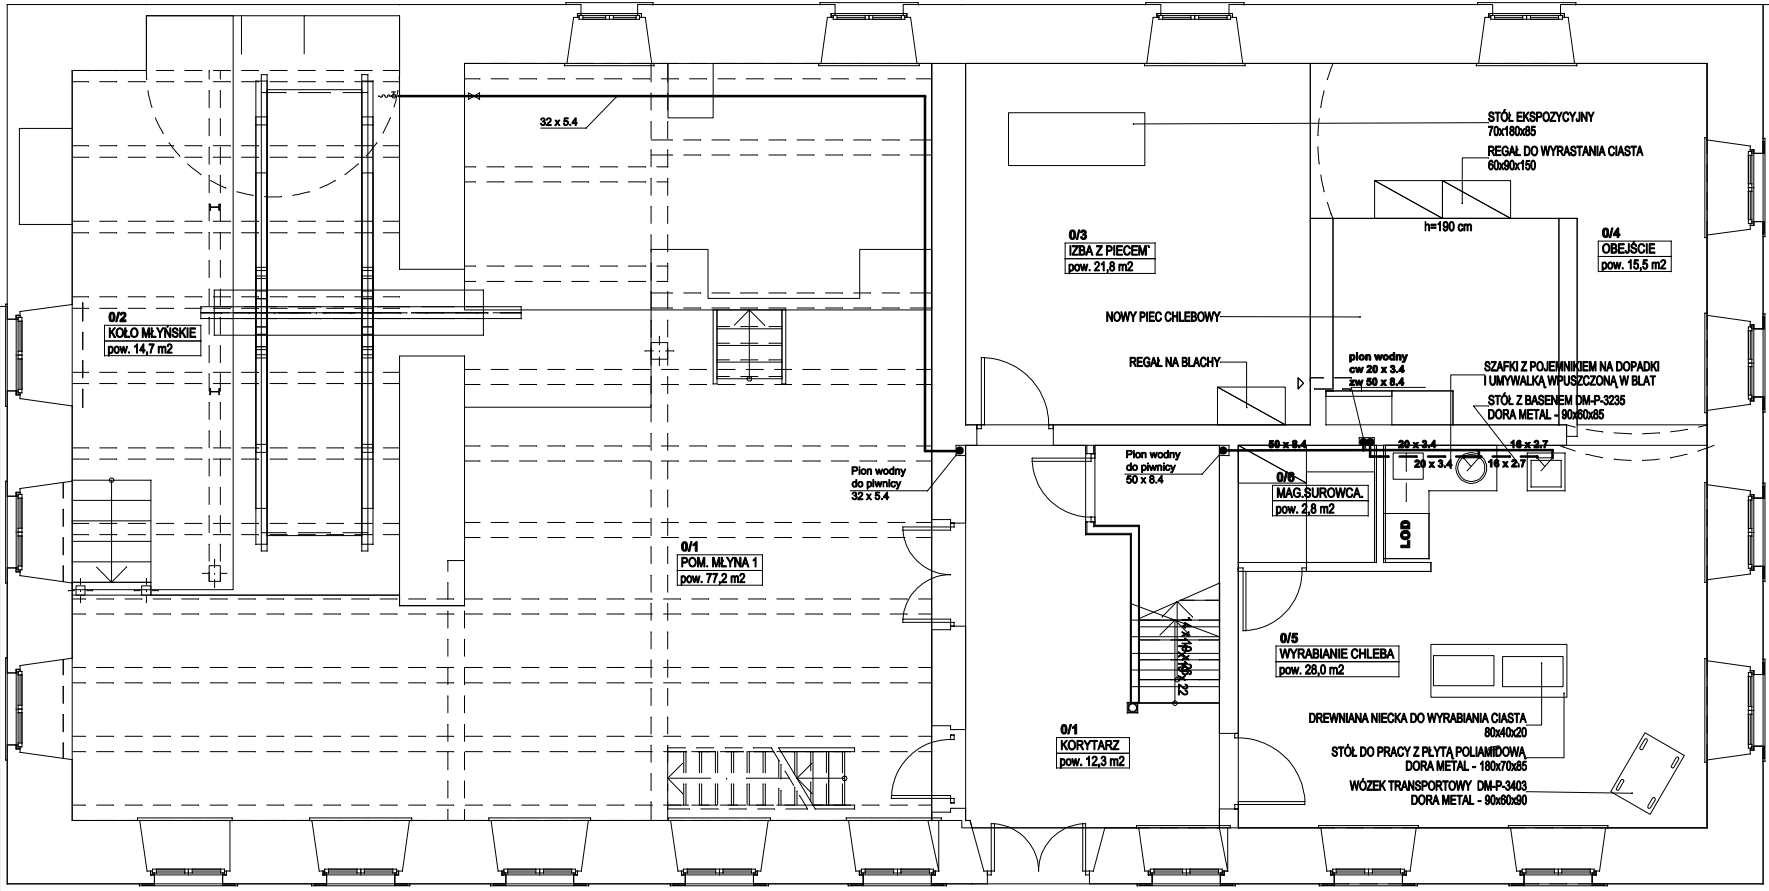 32 x 5.4
STÓŁ EKSPOZYCYJNY
70x180x85
REGAŁ DO WYRASTANIA CIASTA
60x90x150
h=190 cm
0/3
IZBA Z PIECEM
pow. 21,8 m2
0/4
OBEJŚCIE
pow. 15,5 m2
0/2
KOŁO MŁYŃSKIE
pow. 14,7 m2
NOWY PIEC CHLEBOWY
REGAŁ NA BLACHY
pion wodny
cw 20 x 3.4
zw 50 x 8.4
SZAFKI Z POJEMNIKIEM NA DOPADKI
I UMYWALKĄ WPUSZCZONĄ W BLAT
STÓŁ Z BASENEM DM-P-3235
DORA METAL - 90x60x85
50 x 8.4
20 x 3.4
16 x 2.7
20 x 3.4
16 x 2.7
Pion wodny
do piwnicy
32 x 5.4
Pion wodny
do piwnicy
50 x 8.4
0/6
MAG.SUROWCA.
pow. 2,8 m2
LOD
0/1
POM. MŁYNA 1
pow. 77,2 m2
0/5
WYRABIANIE CHLEBA
pow. 28,0 m2
0/1
KORYTARZ
pow. 12,3 m2
DREWNIANA NIECKA DO WYRABIANIA CIASTA
80x40x20
STÓŁ DO PRACY Z PŁYTĄ POLIAMIDOWĄ
DORA METAL - 180x70x85
WÓZEK TRANSPORTOWY DM-P-3403
DORA METAL - 90x60x90